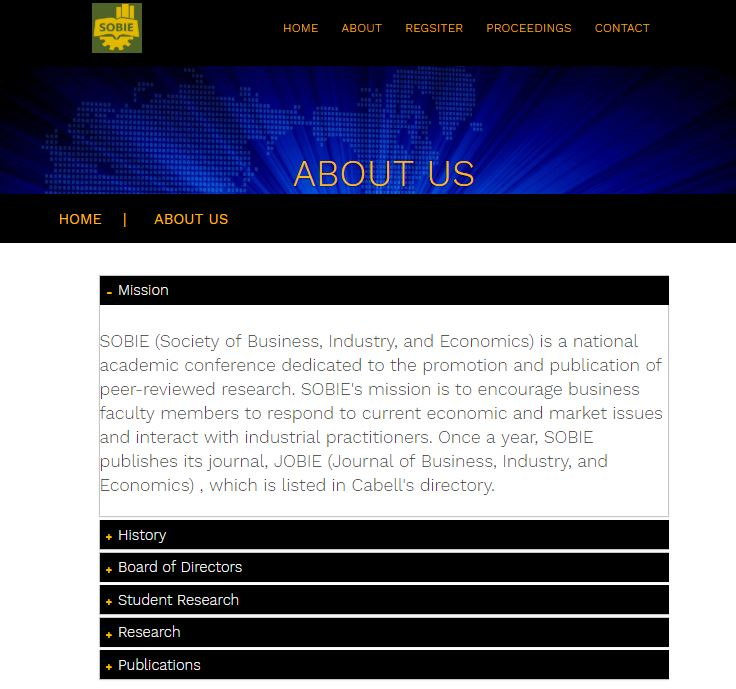 SOBIE
HOME ABOUT REGSITER PROCEEDINGS CONTACT
ABOUT US
HOME | ABOUT US
- Mission
SOBIE (Society of Business, Industry, and Economics) is a national
academic conference dedicated to the promotion and publication of
peer-reviewed research. SOBIE's mission is to encourage business
faculty members to respond to current economic and market issues
and interact with industrial practitioners. Once a year, SOBIE
publishes its journal, JOBIE (Journal of Business, Industry, and
Economics) , which is listed in Cabell's directory.
+ History
+ Board of Directors
+ Student Research
+ Research
+ Publications